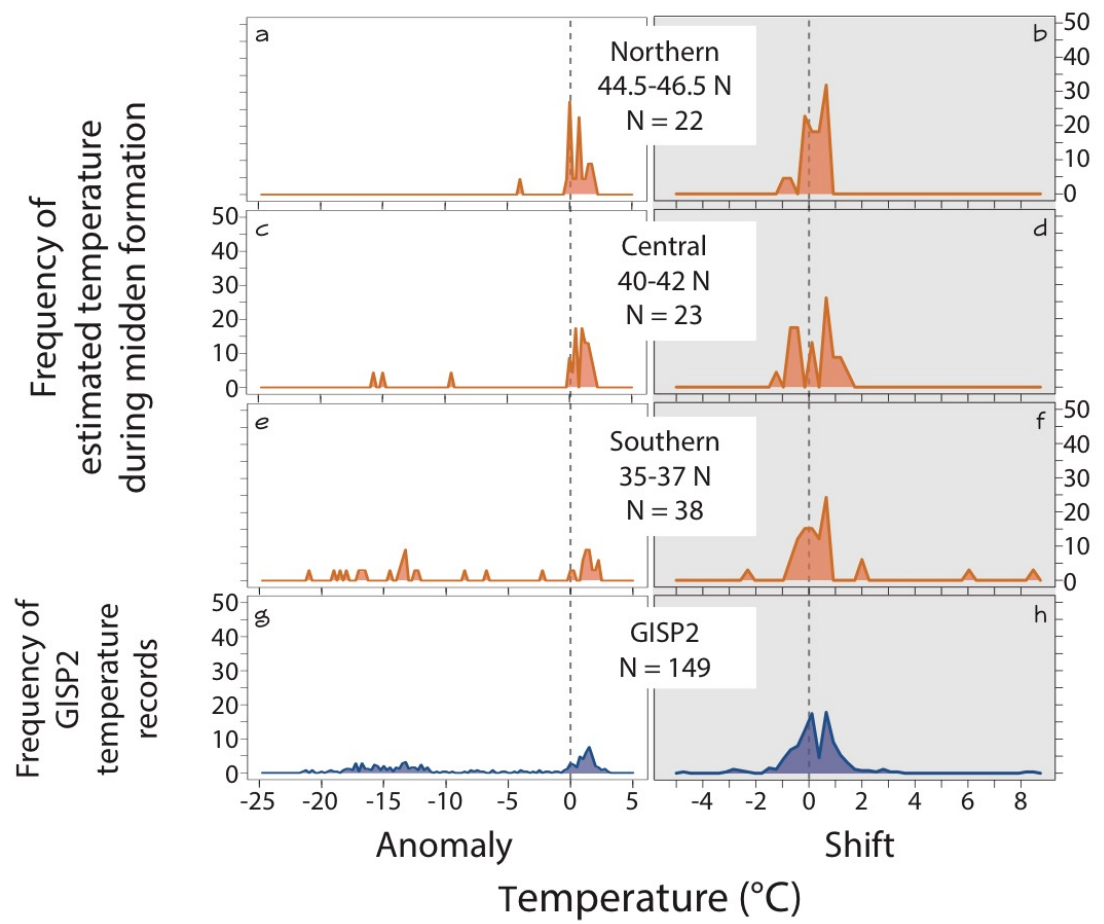 a
Northern
44.5-46.5 N
N = 22
b
50
40
30
20
10
0
c
50
40
30
20
10
0
Central
40-42 N
N = 23
d
e
Southern
35-37 N
N = 38
f
50
40
30
20
10
0
g
50
40
30
20
10
0
GISP2
N = 149
h
Frequency of
estimated temperature
during midden formation
Frequency of
GISP2
temperature
records
-25 -20 -15 -10 -5 0 5
-4 -2 0 2 4 6 8
Anomaly
Shift
Temperature (°C)